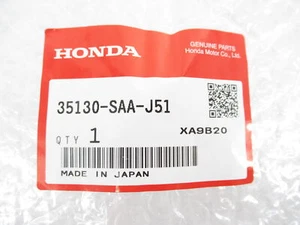 HONDA
GENUINE PARTS
Honda Motor Co., Ltd.
35130-SAA-J51
QTY 1
XA9B20
MADE IN JAPAN